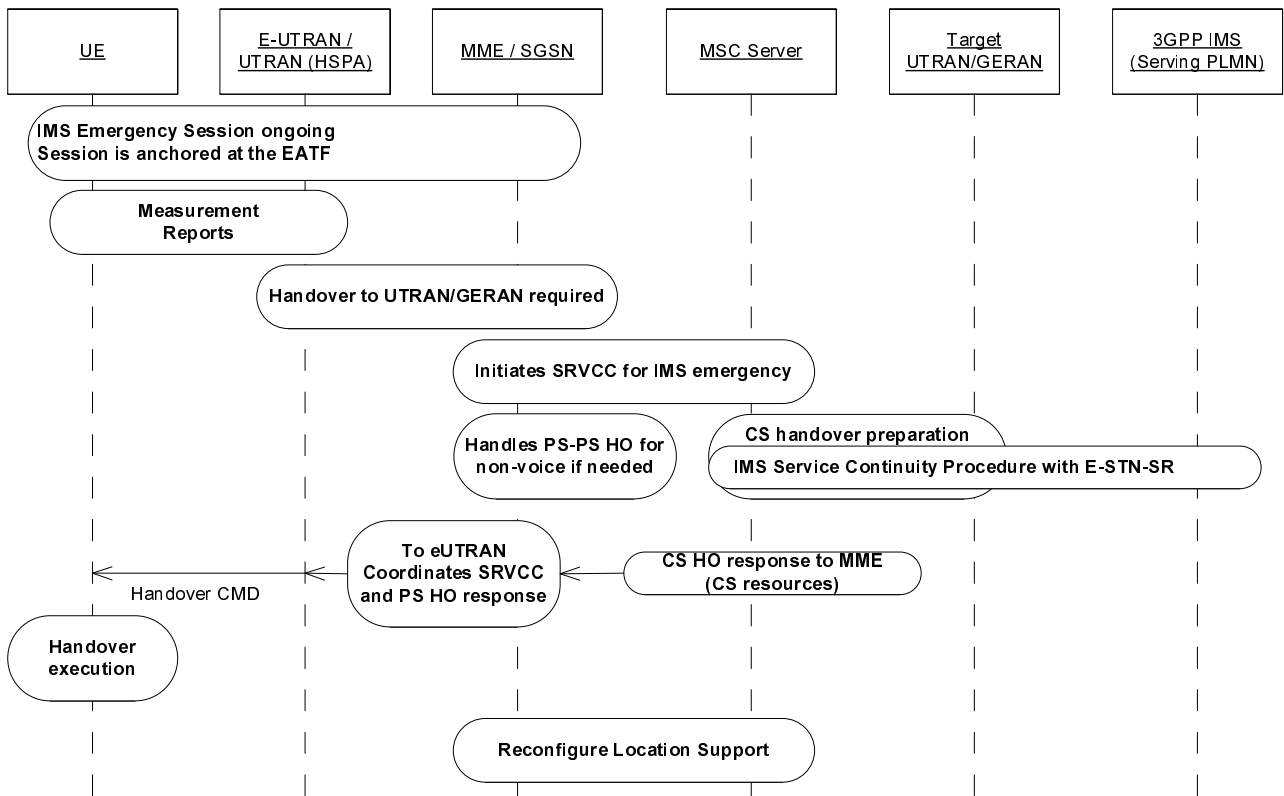 UE
E-UTRAN /
UTRAN (HSPA)
MME / SGSN
MSC Server
Target
UTRAN/GERAN
3GPP IMS
(Serving PLMN)
IMS Emergency Session ongoing
Session is anchored at the EATF
Measurement
Reports
Handover to UTRAN/GERAN required
Initiates SRVCC for IMS emergency
Handles PS-PS HO for
non-voice if needed
CS handover preparation
IMS Service Continuity Procedure with E-STN-SR
To eUTRAN
Coordinates SRVCC
and PS HO response
CS HO response to MME
(CS resources)
Handover CMD
Handover
execution
Reconfigure Location Support